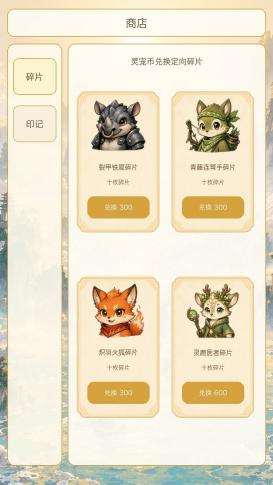 商店
碎片
印记
灵宠币兑换定向碎片
裂甲铁犀碎片
十枚碎片
兑换 300
青藤连弩手碎片
十枚碎片
兑换 300
炽羽火狐碎片
十枚碎片
兑换 300
灵鹿医者碎片
十枚碎片
兑换 600